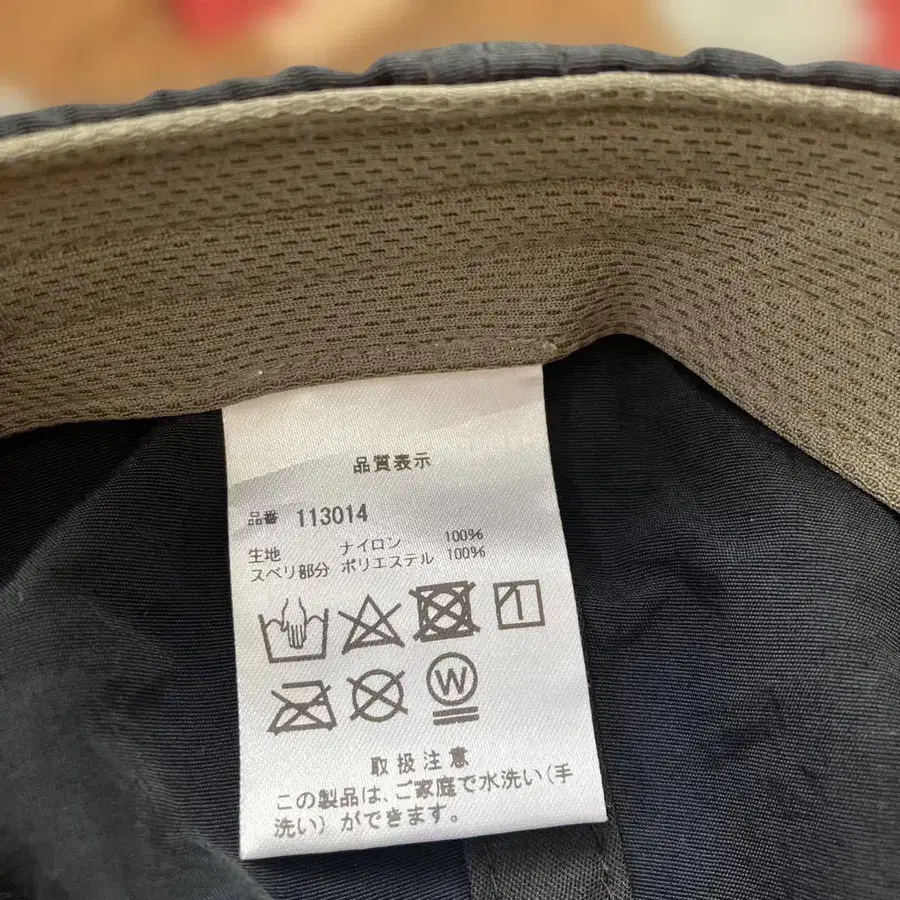 品質表示
品番 113014
生地 ナイロン 100%
スベリ部分 ポリエステル 100%
W
取扱注意
この製品は、ご家庭で水洗い(手
洗い)ができます。